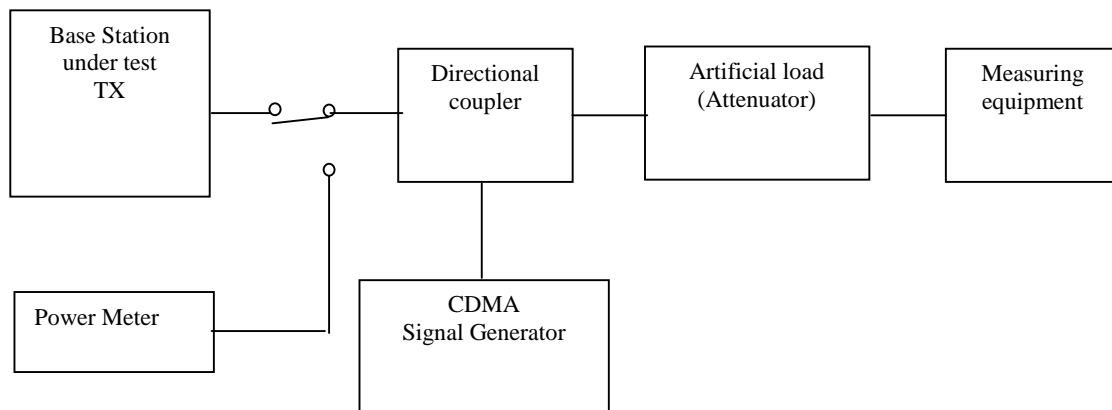 Base Station
under test
TX
Directional
coupler
Artificial load
(Attenuator)
Measuring
equipment
Power Meter
CDMA
Signal Generator